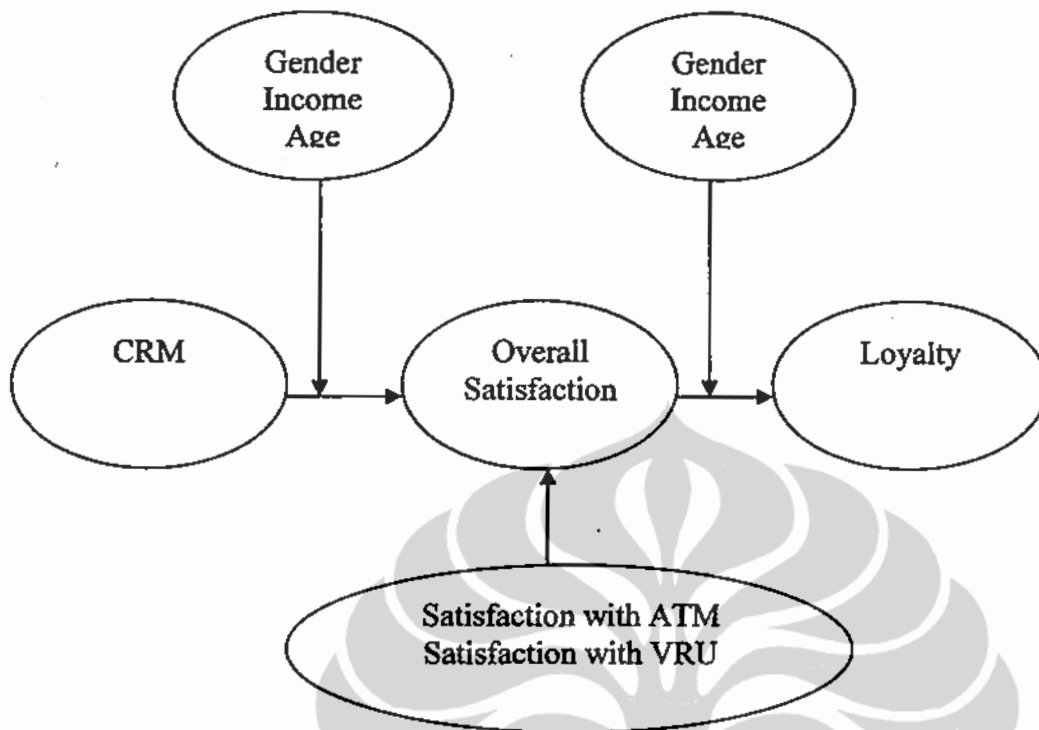 Gender
Income
Age
Gender
Income
Age
CRM
Overall
Satisfaction
Loyalty
Satisfaction with ATM
Satisfaction with VRU